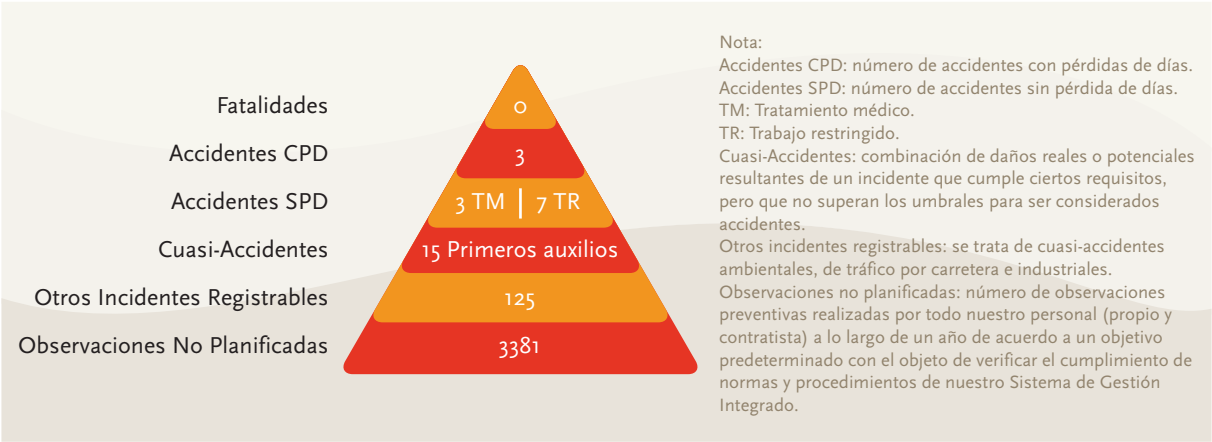 Nota:
Accidentes CPD: número de accidentes con pérdidas de días.
Accidentes SPD: número de accidentes sin pérdida de días.
TM: Tratamiento médico.
TR: Trabajo restringido.
Cuasi-Accidentes: combinación de daños reales o potenciales
resultantes de un incidente que cumple ciertos requisitos,
pero que no superan los umbrales para ser considerados
accidentes.
Otros incidentes registrables: se trata de cuasi-accidentes
ambientales, de tráfico por carretera e industriales.
Observaciones no planificadas: número de observaciones
preventivas realizadas por todo nuestro personal (propio y
contratista) a lo largo de un año de acuerdo a un objetivo
predeterminado con el objeto de verificar el cumplimiento de
normas y procedimientos de nuestro Sistema de Gestión
Integrado.
Fatalidades 0
Accidentes CPD 3
Accidentes SPD 3 TM | 7 TR
Cuasi-Accidentes 15 Primeros auxilios
Otros Incidentes Registrables 125
Observaciones No Planificadas 3381